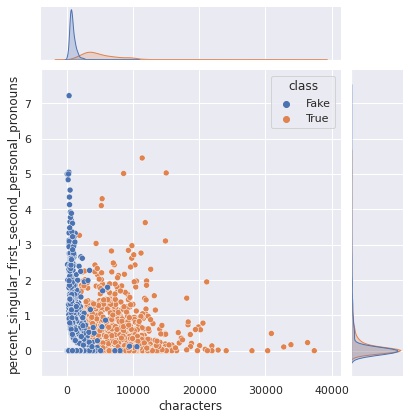 class
Fake
True
percent_singular_first_second_personal_pronouns
7
6
5
4
3
2
1
0
0 10000 20000 30000 40000
characters